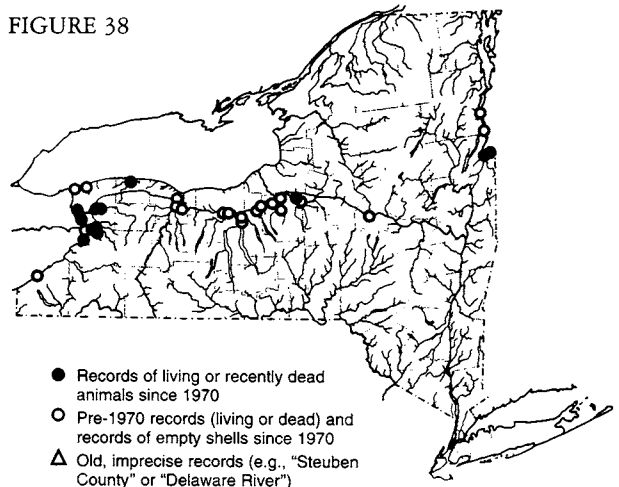 FIGURE 38
Records of living or recently dead
animals since 1970
Pre-1970 records (living or dead) and
records of empty shells since 1970
Old, imprecise records (e.g., "Steuben
County" or "Delaware River")